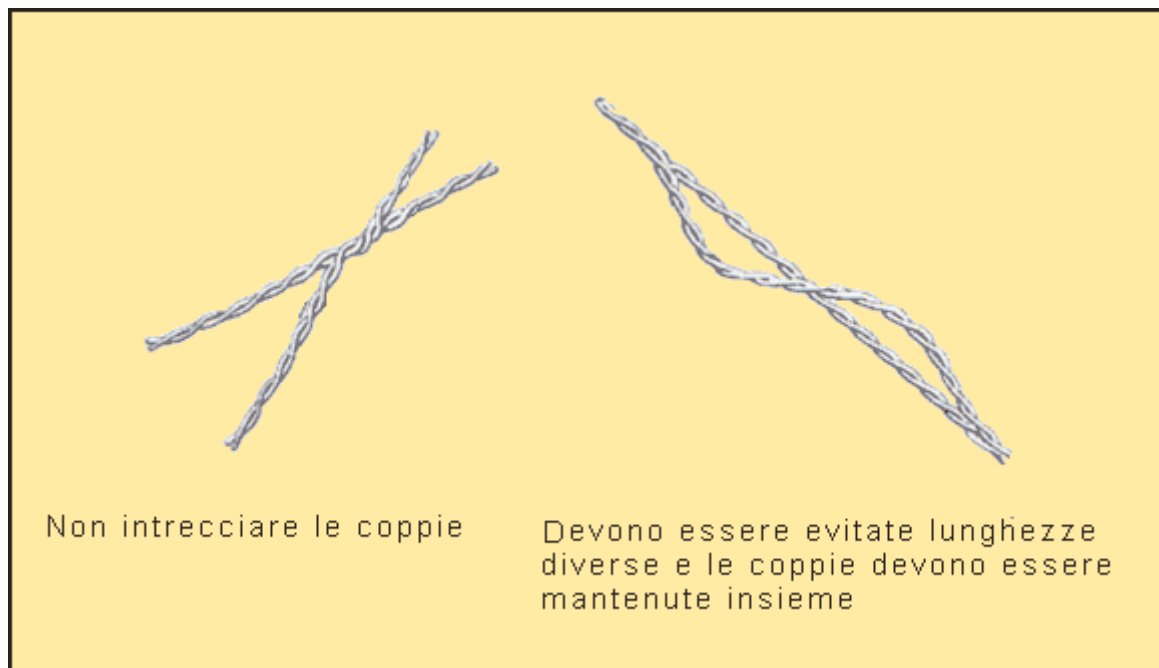 Non intrecciare le coppie
Devono essere evitate lunghezze
diverse e le coppie devono essere
mantenute insieme